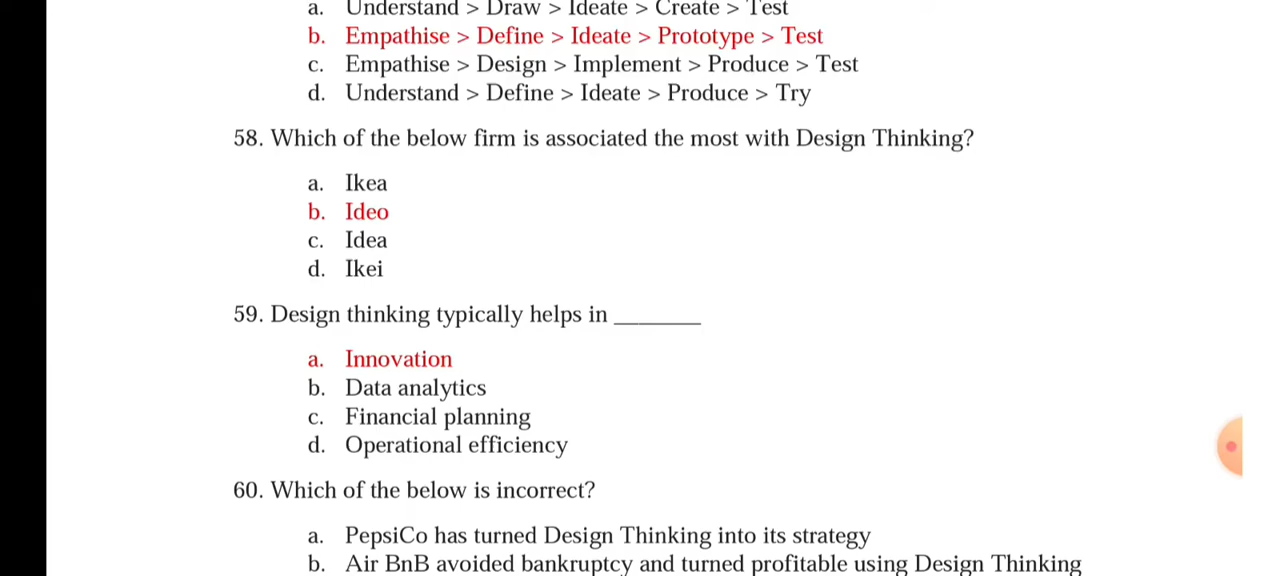 a. Understand > Draw > Ideate > Create > Test
b. Empathise > Define > Ideate > Prototype > Test
c. Empathise > Design > Implement > Produce > Test
d. Understand > Define > Ideate > Produce > Try
58. Which of the below firm is associated the most with Design Thinking?
a. Ikea
b. Ideo
c. Idea
d. Ikei
59. Design thinking typically helps in _______
a. Innovation
b. Data analytics
c. Financial planning
d. Operational efficiency
60. Which of the below is incorrect?
a. PepsiCo has turned Design Thinking into its strategy
b. Air BnB avoided bankruptcy and turned profitable using Design Thinking